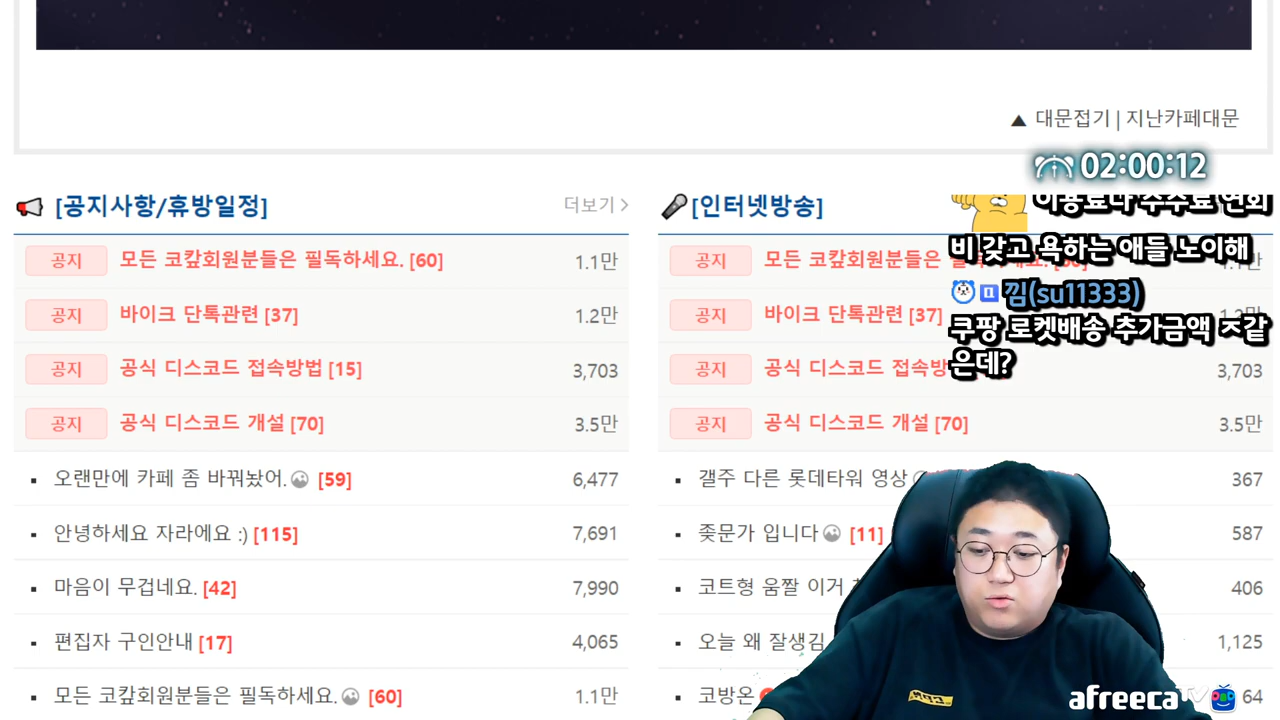 ▲ 대문접기 | 지난카페대문
02:00:12
[공지사항/휴방일정]
더보기 >
공지 모든 코캎회원분들은 필독하세요. [60] 1.1만
공지 바이크 단톡관련 [37] 1.2만
공지 공식 디스코드 접속방법 [15] 3,703
공지 공식 디스코드 개설 [70] 3.5만
오랜만에 카페 좀 바꿔놨어. [59] 6,477
안녕하세요 자라에요 :) [115] 7,691
마음이 무겁네요. [42] 7,990
편집자 구인안내 [17] 4,065
모든 코캎회원분들은 필독하세요. [60] 1.1만
[인터넷방송]
공지 모든 코캎회원분들은
공지 바이크 단톡관련 [37]
공지 공식 디스코드 접속방 3,703
공지 공식 디스코드 개설 [70] 3.5만
갤주 다른 롯데타워 영상 367
좆문가 입니다 [11] 587
코트형 움짤 이거 406
오늘 왜 잘생김 1,125
코방온 64
비 갖고 욕하는 애들 노이해
낌(su11333)
쿠팡 로켓배송 추가금액 ㅈ같
은데?
afreecaTV